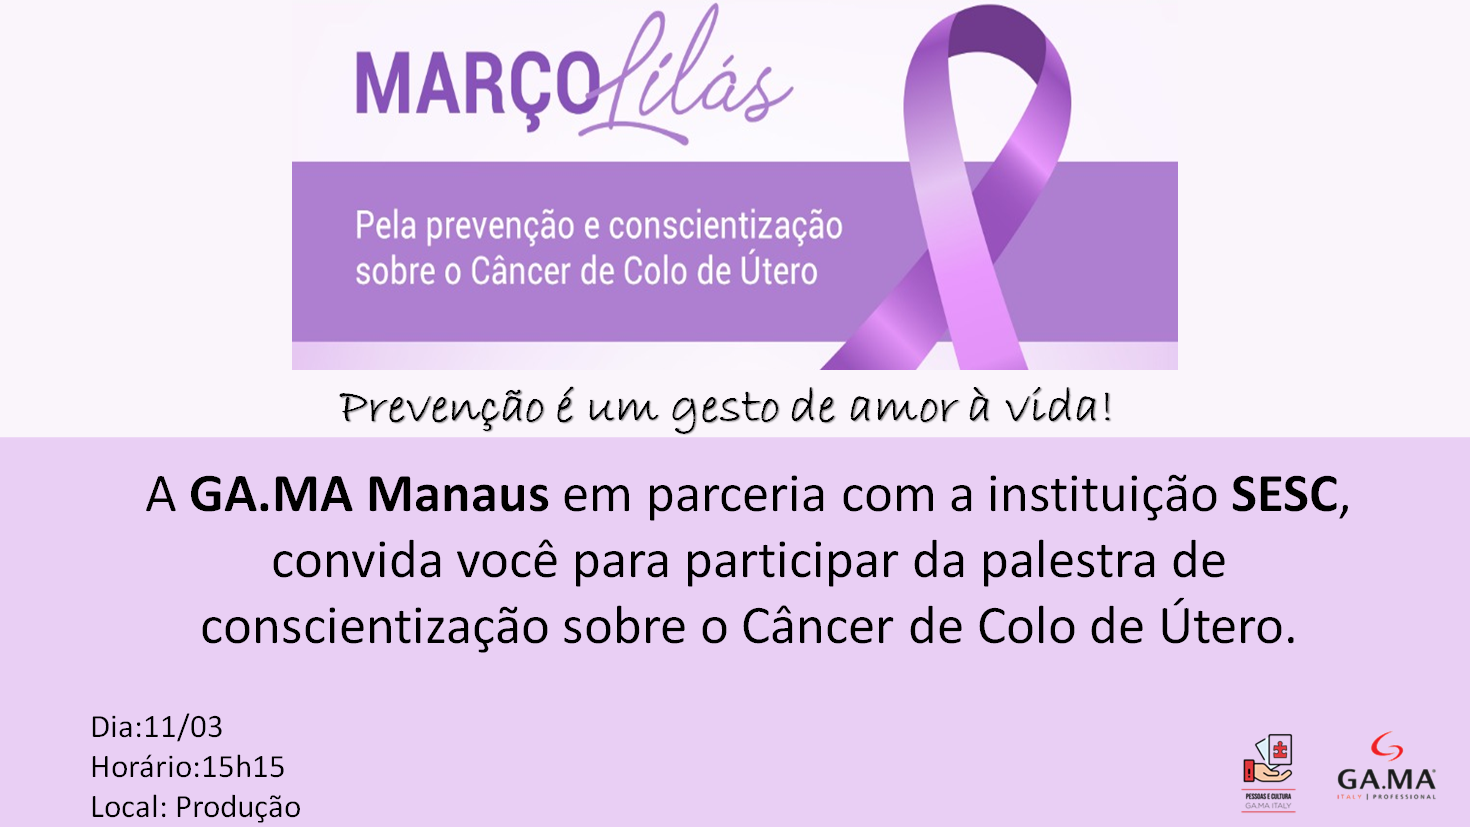 MARÇO Lilás
Pela prevenção e conscientização
sobre o Câncer de Colo de Útero
Prevenção é um gesto de amor à vida!
A GA.MA Manaus em parceria com a instituição SESC,
convida você para participar da palestra de
conscientização sobre o Câncer de Colo de Útero.
Dia:11/03
Horário:15h15
Local: Produção
PESSOAS E CULTURA
GA.MA ITALY
GA.MA
ITALY | PROFESSIONAL